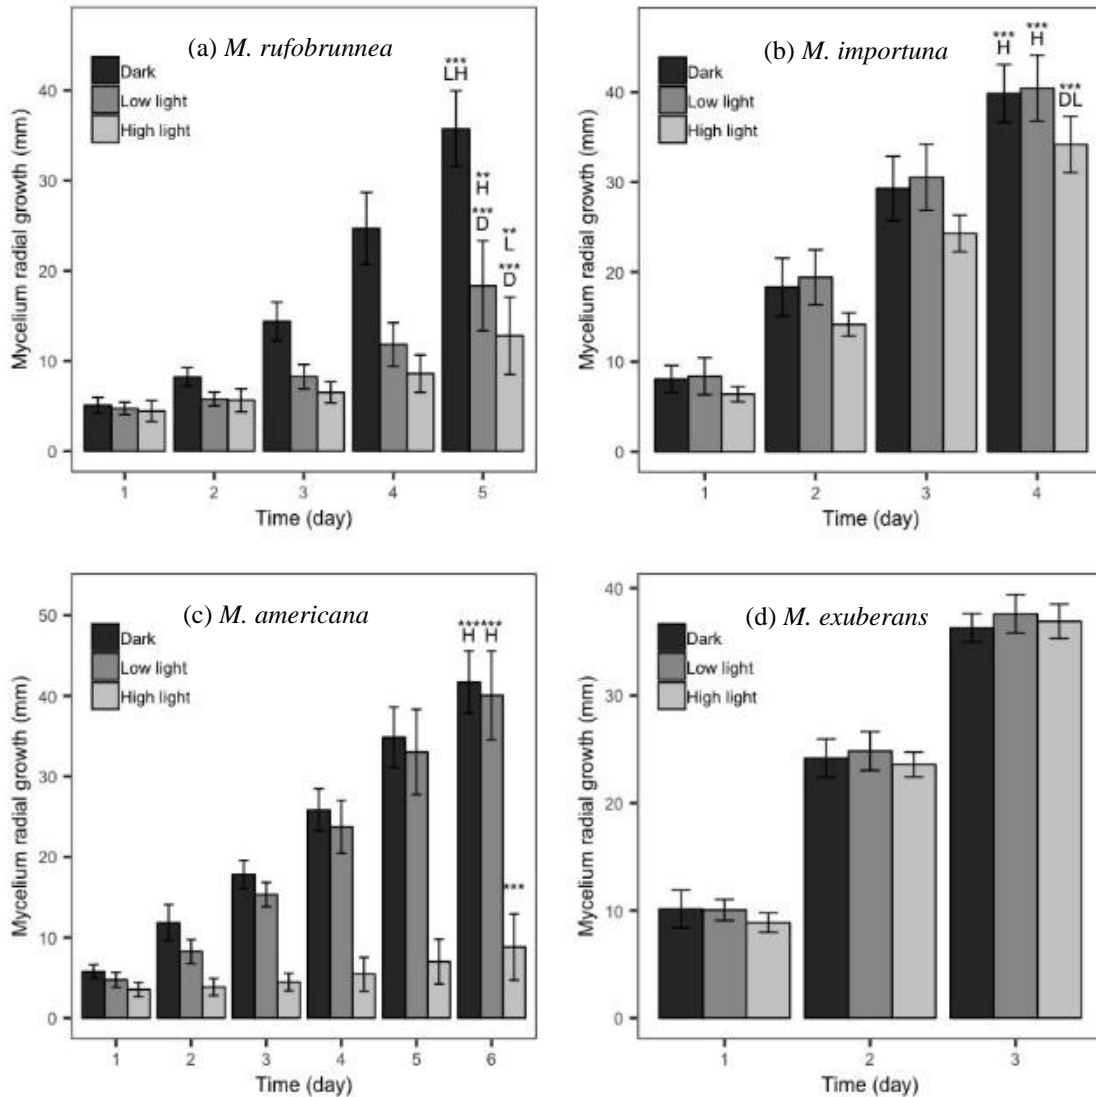 (a) M. rufobrunnea
Dark
Low light
High light
Mycelium radial growth (mm)
40
30
20
10
0
***
LH
**
H
***
D
**
L
***
D
1 2 3 4 5
Time (day)
(b) M. importuna
Dark
Low light
High light
Mycelium radial growth (mm)
40
30
20
10
0
***
H
***
H
***
DL
1 2 3 4
Time (day)
(c) M. americana
Dark
Low light
High light
Mycelium radial growth (mm)
50
40
30
20
10
0
******
H H
***
1 2 3 4 5 6
Time (day)
(d) M. exuberans
Dark
Low light
High light
Mycelium radial growth (mm)
40
30
20
10
0
1 2 3
Time (day)